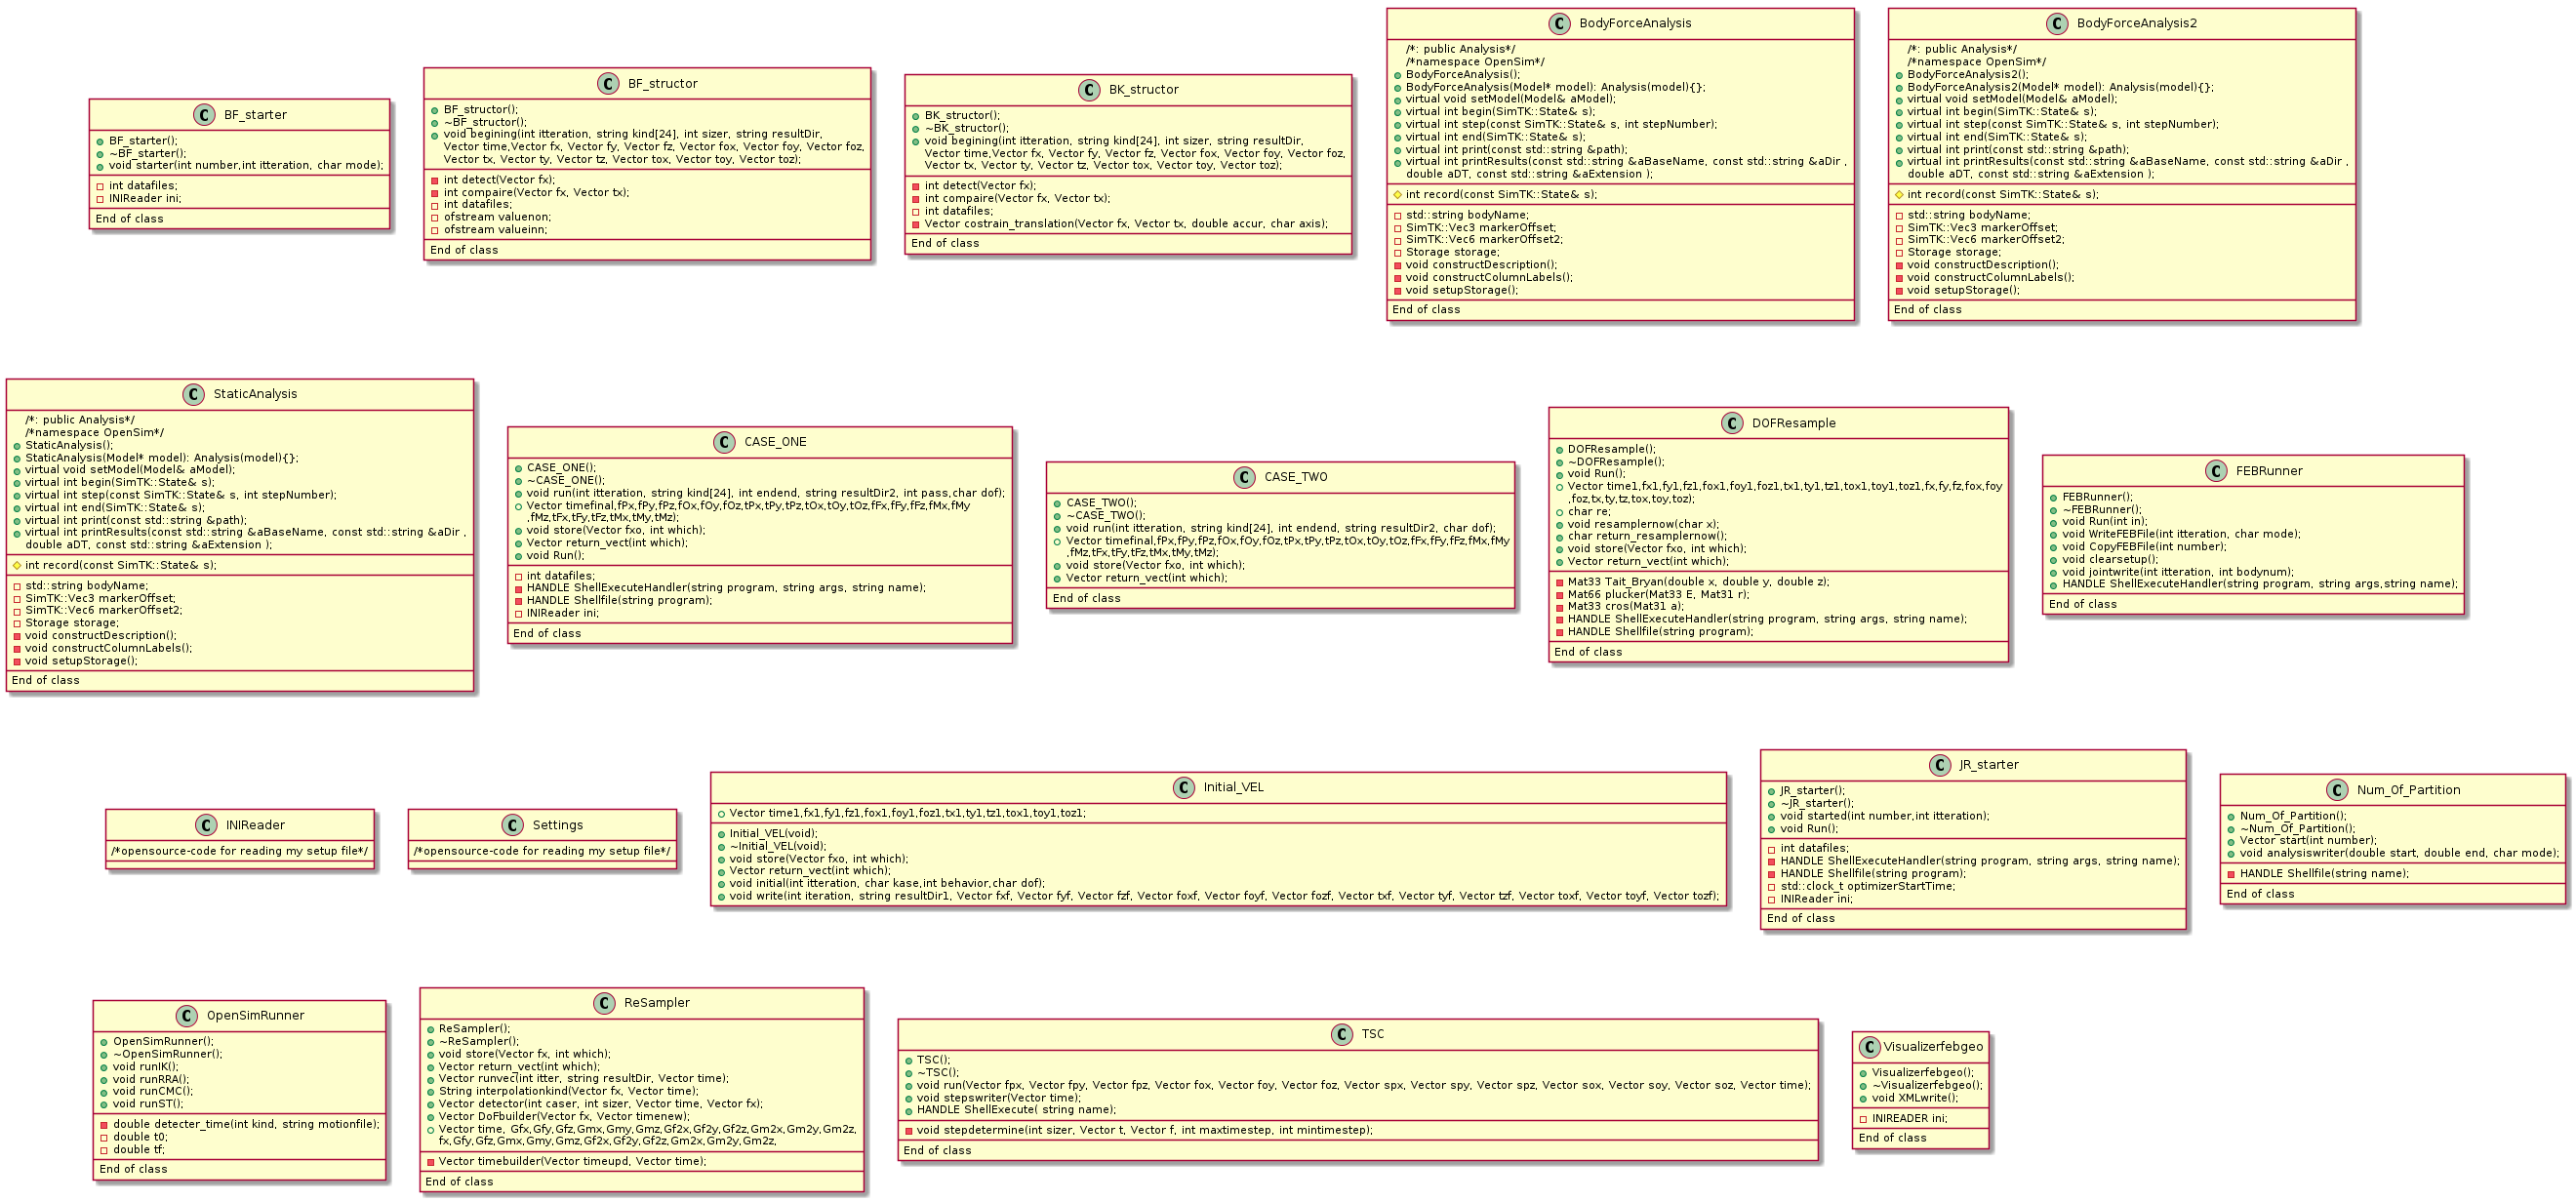 BF_starter
BF_starter();
~BF_starter();
void starter(int number,int itteration, char mode);
int datafiles;
INIReader ini;
End of class
BF_structor
BF_structor();
~BF_structor();
void begining(int itteration, string kind[24], int sizer, string resultDir,
Vector time,Vector fx, Vector fy, Vector fz, Vector fox, Vector foy, Vector foz,
Vector tx, Vector ty, Vector tz, Vector tox, Vector toy, Vector toz);
int detect(Vector fx);
int compaire(Vector fx, Vector tx);
int datafiles;
ofstream valuenon;
ofstream valueinn;
End of class
BK_structor
BK_structor();
~BK_structor();
void begining(int itteration, string kind[24], int sizer, string resultDir,
Vector time,Vector fx, Vector fy, Vector fz, Vector fox, Vector foy, Vector foz,
Vector tx, Vector ty, Vector tz, Vector tox, Vector toy, Vector toz);
int detect(Vector fx);
int compaire(Vector fx, Vector tx);
int datafiles;
Vector costrain_translation(Vector fx, Vector tx, double accur, char axis);
End of class
BodyForceAnalysis
/*: public Analysis*/
/*namespace OpenSim*/
BodyForceAnalysis();
BodyForceAnalysis(Model* model): Analysis(model){};
virtual void setModel(Model& aModel);
virtual int begin(SimTK::State& s);
virtual int step(const SimTK::State& s, int stepNumber);
virtual int end(SimTK::State& s);
virtual int print(const std::string &path);
virtual int printResults(const std::string &aBaseName, const std::string &aDir ,
double aDT, const std::string &aExtension );
int record(const SimTK::State& s);
std::string bodyName;
SimTK::Vec3 markerOffset;
SimTK::Vec6 markerOffset2;
Storage storage;
void constructDescription();
void constructColumnLabels();
void setupStorage();
End of class
BodyForceAnalysis2
/*: public Analysis*/
/*namespace OpenSim*/
BodyForceAnalysis2();
BodyForceAnalysis2(Model* model): Analysis(model){};
virtual void setModel(Model& aModel);
virtual int begin(SimTK::State& s);
virtual int step(const SimTK::State& s, int stepNumber);
virtual int end(SimTK::State& s);
virtual int print(const std::string &path);
virtual int printResults(const std::string &aBaseName, const std::string &aDir ,
double aDT, const std::string &aExtension );
int record(const SimTK::State& s);
std::string bodyName;
SimTK::Vec3 markerOffset;
SimTK::Vec6 markerOffset2;
Storage storage;
void constructDescription();
void constructColumnLabels();
void setupStorage();
End of class
StaticAnalysis
/*: public Analysis*/
/*namespace OpenSim*/
StaticAnalysis();
StaticAnalysis(Model* model): Analysis(model){};
virtual void setModel(Model& aModel);
virtual int begin(SimTK::State& s);
virtual int step(const SimTK::State& s, int stepNumber);
virtual int end(SimTK::State& s);
virtual int print(const std::string &path);
virtual int printResults(const std::string &aBaseName, const std::string &aDir ,
double aDT, const std::string &aExtension );
int record(const SimTK::State& s);
std::string bodyName;
SimTK::Vec3 markerOffset;
SimTK::Vec6 markerOffset2;
Storage storage;
void constructDescription();
void constructColumnLabels();
void setupStorage();
End of class
CASE_ONE
CASE_ONE();
~CASE_ONE();
void run(int itteration, string kind[24], int endend, string resultDir2, int pass,char dof);
Vector timefinal,fPx,fPy,fPz,fOx,fOy,fOz,tPx,tPy,tPz,tOx,tOy,tOz,fFx,fFy,fFz,fMx,fMy
,fMz,tFx,tFy,tFz,tMx,tMy,tMz);
void store(Vector fxo, int which);
Vector return_vect(int which);
void Run();
int datafiles;
HANDLE ShellExecuteHandler(string program, string args, string name);
HANDLE Shellfile(string program);
INIReader ini;
End of class
CASE_TWO
CASE_TWO();
~CASE_TWO();
void run(int itteration, string kind[24], int endend, string resultDir2, char dof);
Vector timefinal,fPx,fPy,fPz,fOx,fOy,fOz,tPx,tPy,tPz,tOx,tOy,tOz,fFx,fFy,fFz,fMx,fMy
,fMz,tFx,tFy,tFz,tMx,tMy,tMz);
void store(Vector fxo, int which);
Vector return_vect(int which);
End of class
DOFResample
DOFResample();
~DOFResample();
void Run();
Vector time1,fx1,fy1,fz1,fox1,foy1,foz1,tx1,ty1,tz1,tox1,toy1,toz1,fx,fy,fz,fox,foy
,foz,tx,ty,tz,tox,toy,toz);
char re;
void resamplernow(char x);
char return_resamplernow();
void store(Vector fxo, int which);
Vector return_vect(int which);
Mat33 Tait_Bryan(double x, double y, double z);
Mat66 plucker(Mat33 E, Mat31 r);
Mat33 cros(Mat31 a);
HANDLE ShellExecuteHandler(string program, string args, string name);
HANDLE Shellfile(string program);
End of class
FEBRunner
FEBRunner();
~FEBRunner();
void Run(int in);
void WriteFEBFile(int itteration, char mode);
void CopyFEBFile(int number);
void clearsetup();
void jointwrite(int itteration, int bodynum);
HANDLE ShellExecuteHandler(string program, string args,string name);
End of class
INIReader
/*opensource-code for reading my setup file*/
Settings
/*opensource-code for reading my setup file*/
Initial_VEL
Vector time1,fx1,fy1,fz1,fox1,foy1,foz1,tx1,ty1,tz1,tox1,toy1,toz1;
Initial_VEL(void);
~Initial_VEL(void);
void store(Vector fxo, int which);
Vector return_vect(int which);
void initial(int itteration, char kase,int behavior,char dof);
void write(int iteration, string resultDir1, Vector fxf, Vector fyf, Vector fzf, Vector foxf, Vector foyf, Vector fozf, Vector txf, Vector tyf, Vector tzf, Vector toxf, Vector toyf, Vector tozf);
JR_starter
JR_starter();
~JR_starter();
void started(int number,int itteration);
void Run();
int datafiles;
HANDLE ShellExecuteHandler(string program, string args, string name);
HANDLE Shellfile(string program);
std::clock_t optimizerStartTime;
INIReader ini;
End of class
Num_Of_Partition
Num_Of_Partition();
~Num_Of_Partition();
Vector start(int number);
void analysiswriter(double start, double end, char mode);
HANDLE Shellfile(string name);
End of class
OpenSimRunner
OpenSimRunner();
~OpenSimRunner();
void runIK();
void runRRA();
void runCMC();
void runST();
double detecter_time(int kind, string motionfile);
double t0;
double tf;
End of class
ReSampler
ReSampler();
~ReSampler();
void store(Vector fx, int which);
Vector return_vect(int which);
Vector runvec(int itter, string resultDir, Vector time);
String interpolationkind(Vector fx, Vector time);
Vector detector(int caser, int sizer, Vector time, Vector fx);
Vector DoFbuilder(Vector fx, Vector timenew);
Vector time, Gfx,Gfy,Gfz,Gmx,Gmy,Gmz,Gf2x,Gf2y,Gf2z,Gm2x,Gm2y,Gm2z,
fx,Gfy,Gfz,Gmx,Gmy,Gmz,Gf2x,Gf2y,Gf2z,Gm2x,Gm2y,Gm2z,
Vector timebuilder(Vector timeupd, Vector time);
End of class
TSC
TSC();
~TSC();
void run(Vector fpx, Vector fpy, Vector fpz, Vector fox, Vector foy, Vector foz, Vector spx, Vector spy, Vector spz, Vector sox, Vector soy, Vector soz, Vector time);
void stepswriter(Vector time);
HANDLE ShellExecute( string name);
void stepdetermine(int sizer, Vector t, Vector f, int maxtimestep, int mintimestep);
End of class
Visualizerfebgeo
Visualizerfebgeo();
~Visualizerfebgeo();
void XMLwrite();
INIREADER ini;
End of class